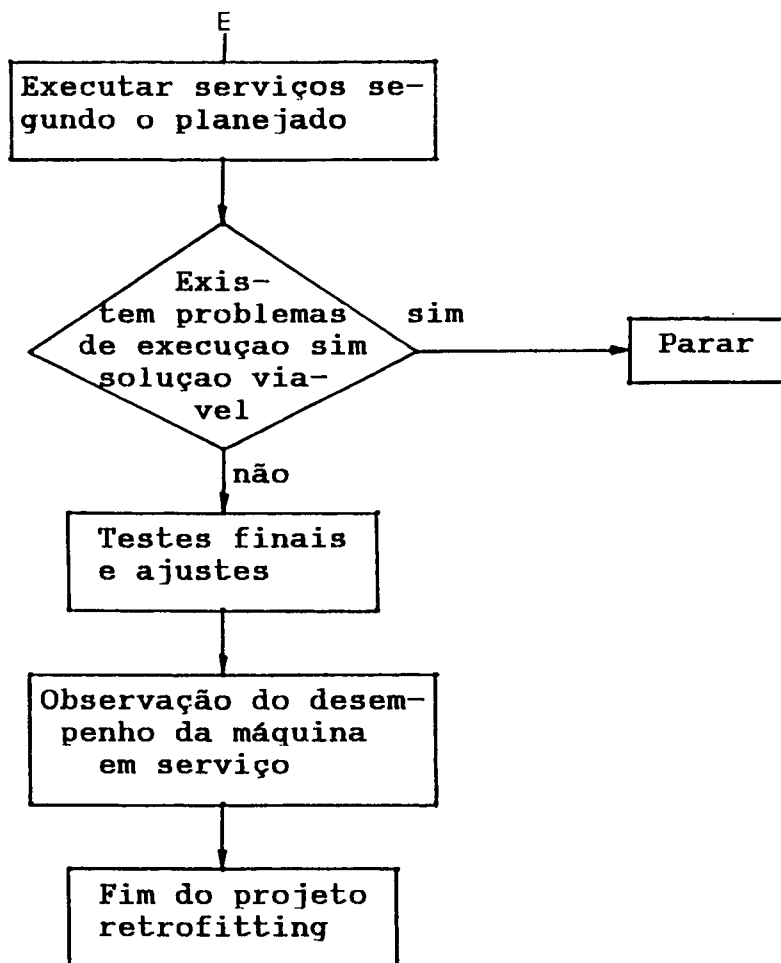 E
Executar serviços se-
gundo o planejado
Exis-
tem problemas
de execuçao sim
soluçao via-
vel
sim
Parar
não
Testes finais
e ajustes
Observação do desem-
penho da máquina
em serviço
Fim do projeto
retrofitting